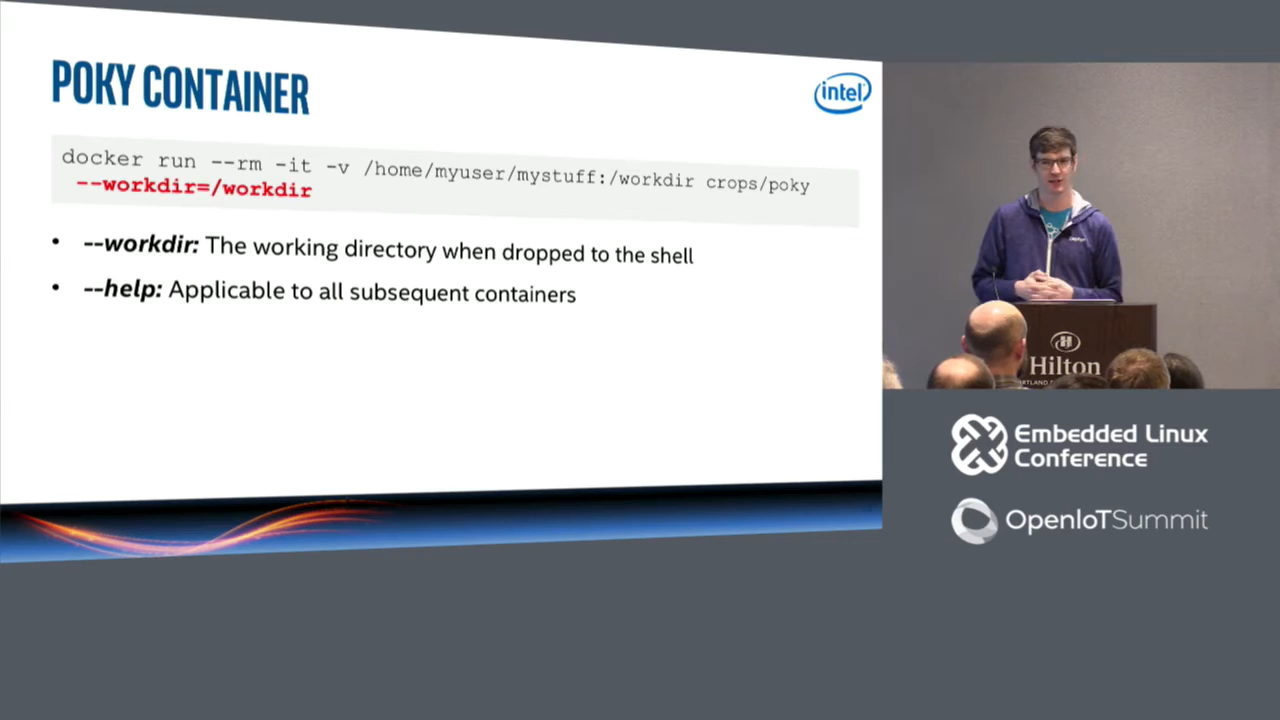 POKY CONTAINER
intel
docker run --rm -it -v /home/myuser/mystuff:/workdir crops/poky
--workdir=/workdir
• --workdir: The working directory when dropped to the shell
• --help: Applicable to all subsequent containers
Hilton
Embedded Linux
Conference
OpenIoTSummit